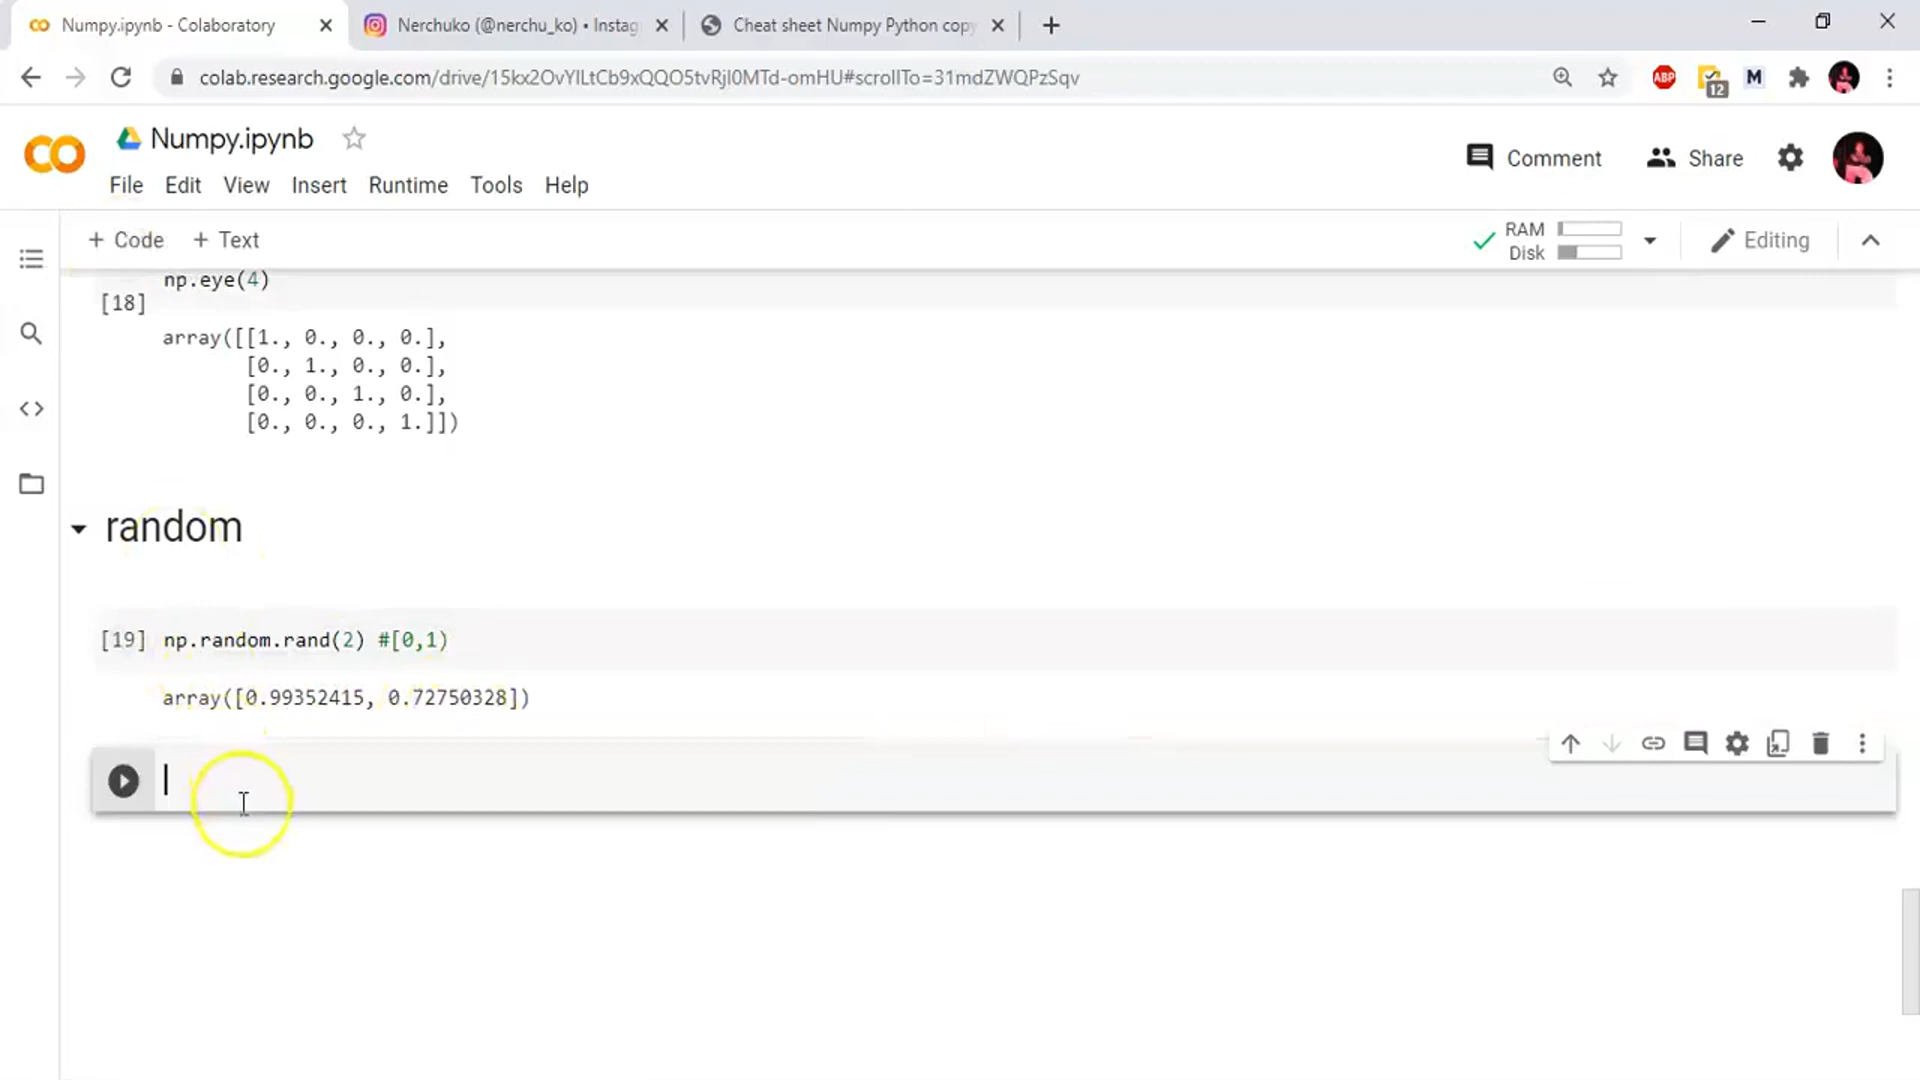 Numpy.ipynb - Colaboratory
Nerchuko (@nerchu_ko) • Instag
Cheat sheet Numpy Python copy
colab.research.google.com/drive/15kx2OvYlLtCb9xQQO5tvRjl0MTd-omHU#scrollTo=31mdZWQPzSqv
ABP
12
M
Numpy.ipynb
Comment
Share
File Edit View Insert Runtime Tools Help
+ Code + Text
RAM
Disk
Editing
np.eye(4)
[18]
array([[1., 0., 0., 0.],
[0., 1., 0., 0.],
[0., 0., 1., 0.],
[0., 0., 0., 1.]])
random
[19] np.random.rand(2) #[0,1)
array([0.99352415, 0.72750328])